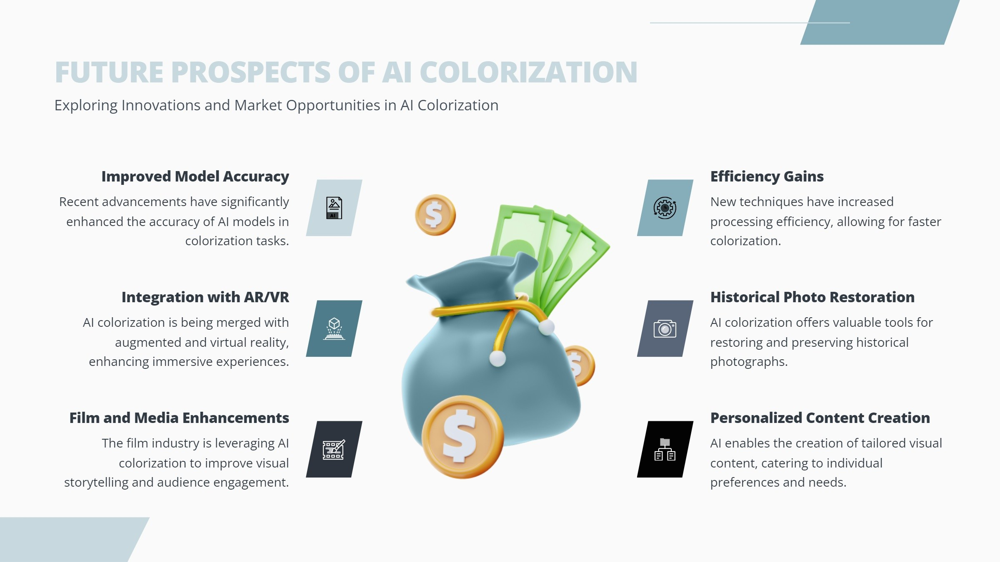 FUTURE PROSPECTS OF AI COLORIZATION
Exploring Innovations and Market Opportunities in AI Colorization
Improved Model Accuracy
Recent advancements have significantly
enhanced the accuracy of AI models in
colorization tasks.
AI
Integration with AR/VR
AI colorization is being merged with
augmented and virtual reality,
enhancing immersive experiences.
Film and Media Enhancements
The film industry is leveraging AI
colorization to improve visual
storytelling and audience engagement.
$
$
$
Efficiency Gains
New techniques have increased
processing efficiency, allowing for faster
colorization.
Historical Photo Restoration
AI colorization offers valuable tools for
restoring and preserving historical
photographs.
Personalized Content Creation
AI enables the creation of tailored visual
content, catering to individual
preferences and needs.